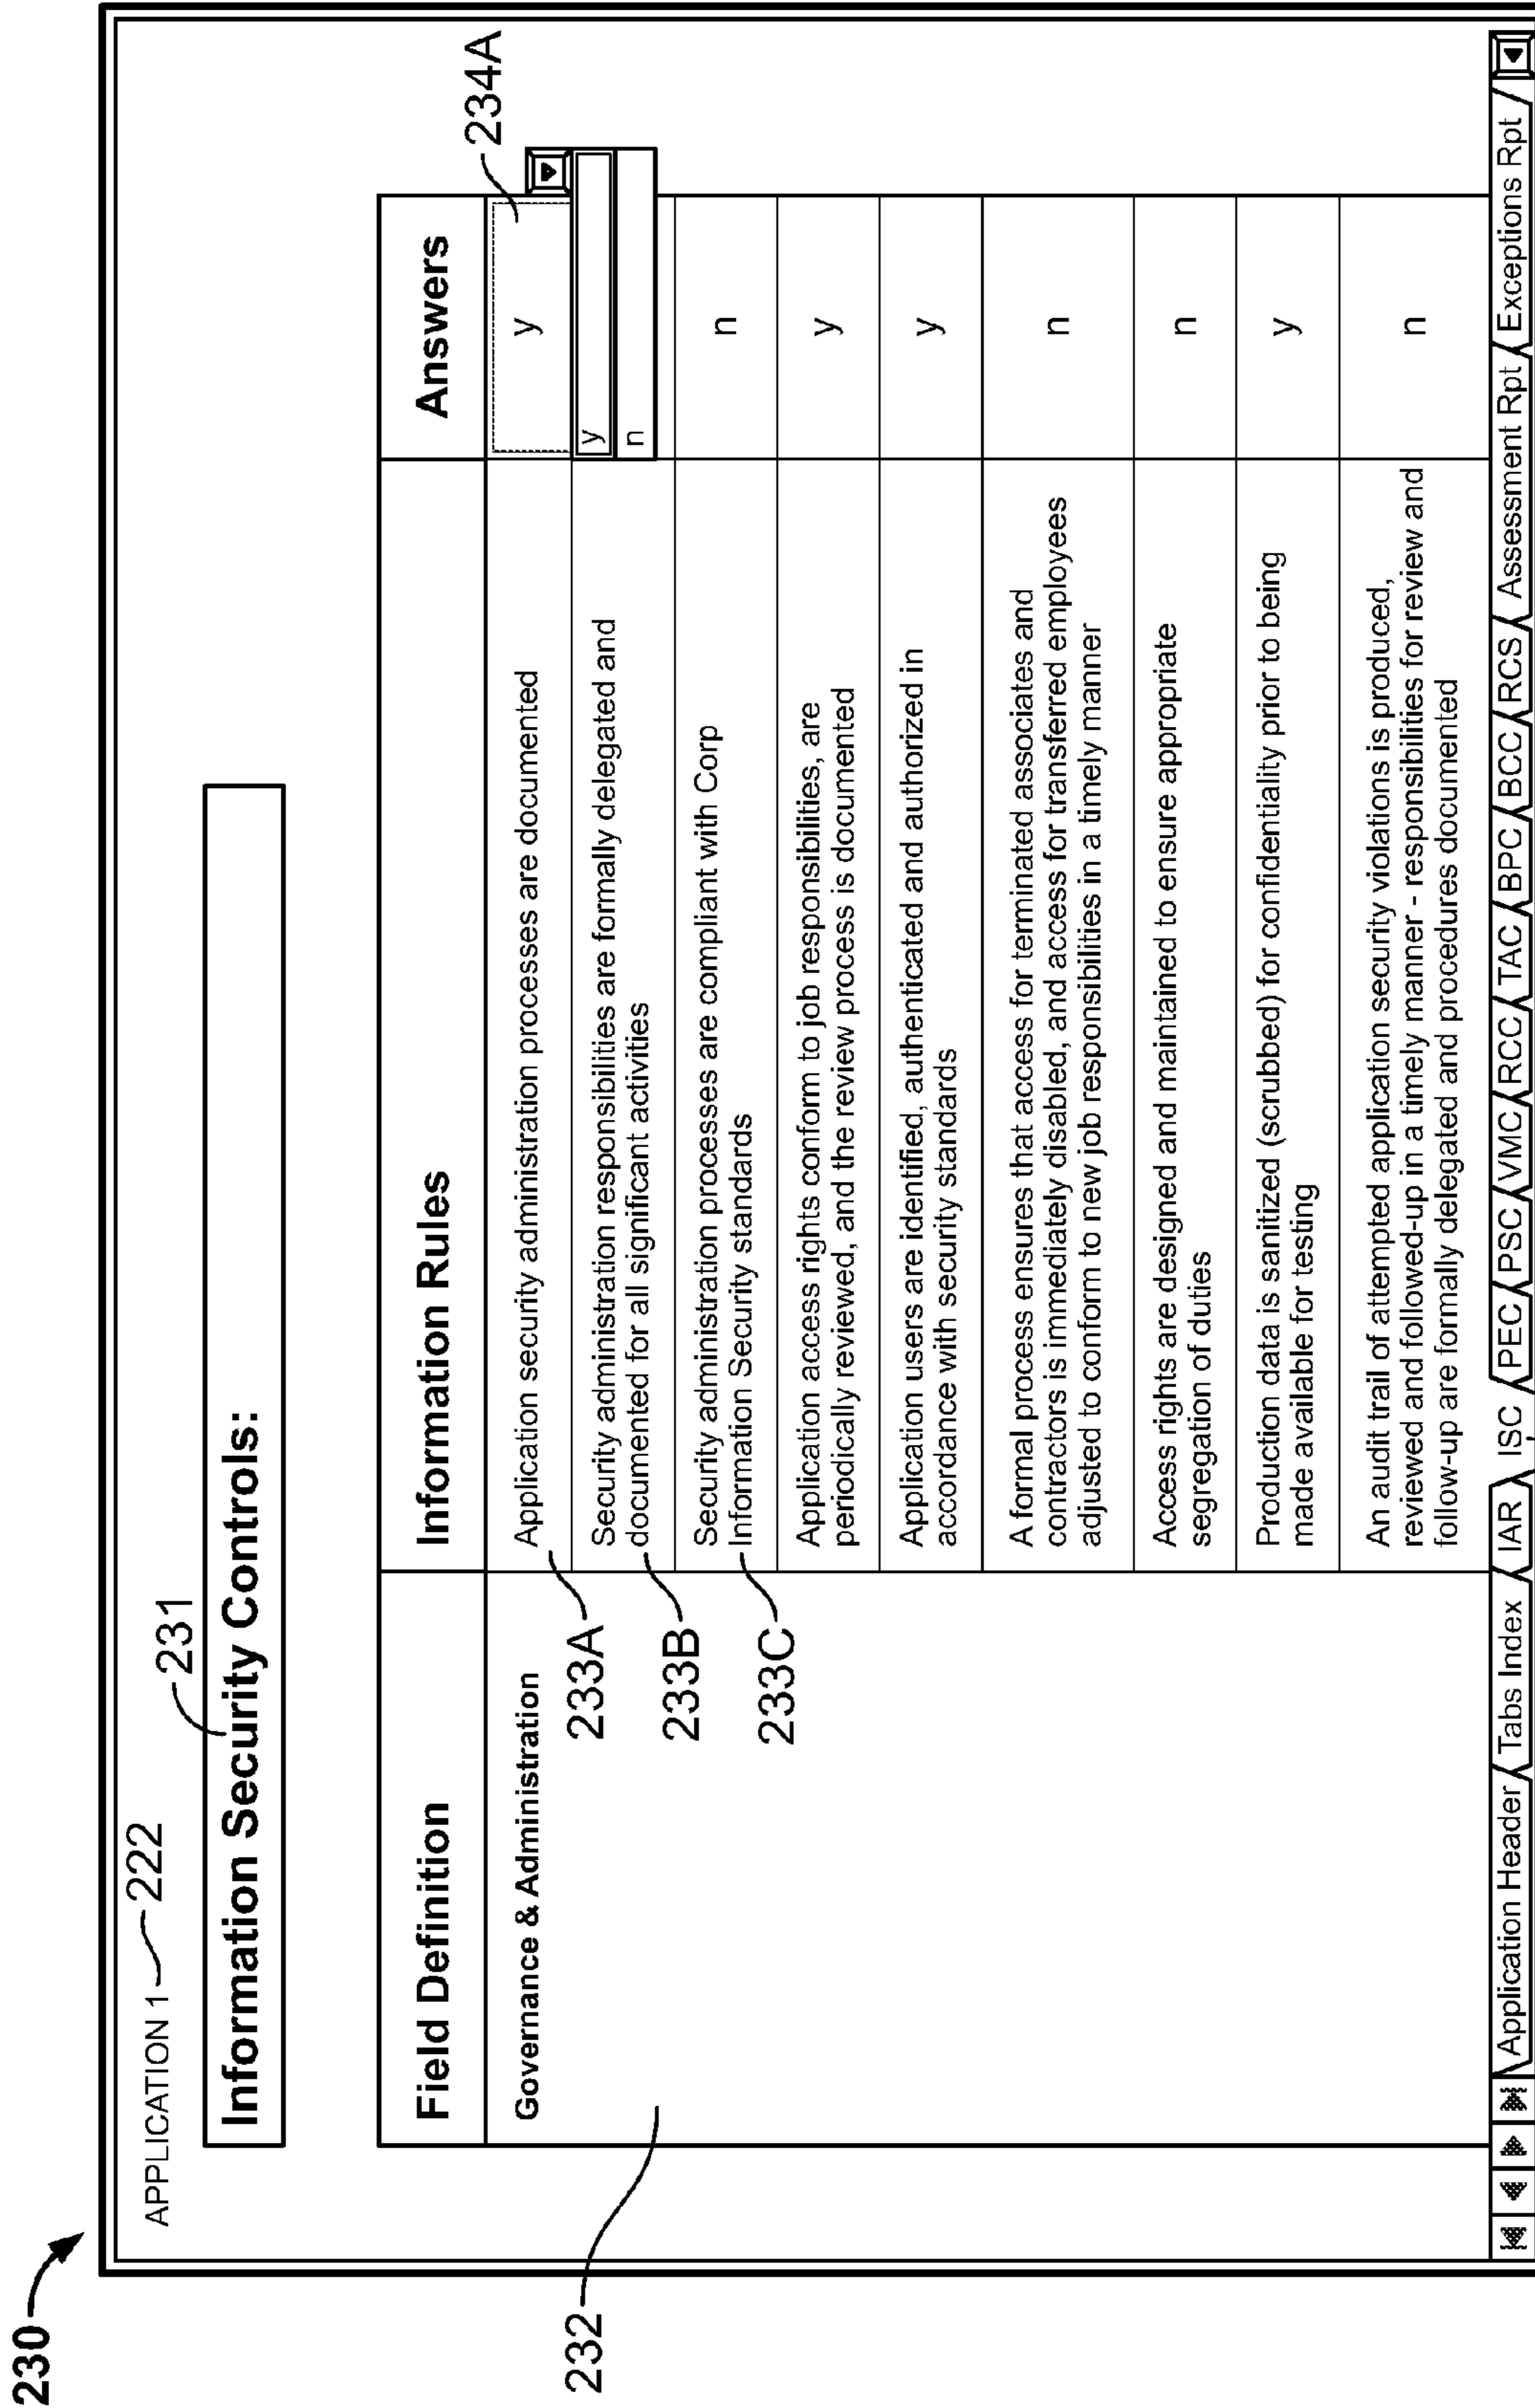 230
APPLICATION 1
222
231
Information Security Controls:
Field Definition
Information Rules
Answers
Governance & Administration
232
233A
Application security administration processes are documented
y
234A
y
n
233B
Security administration responsibilities are formally delegated and
documented for all significant activities
233C
Security administration processes are compliant with Corp
Information Security standards
n
Application access rights conform to job responsibilities, are
periodically reviewed, and the review process is documented
y
Application users are identified, authenticated and authorized in
accordance with security standards
y
A formal process ensures that access for terminated associates and
contractors is immediately disabled, and access for transferred employees
adjusted to conform to new job responsibilities in a timely manner
n
Access rights are designed and maintained to ensure appropriate
segregation of duties
n
Production data is sanitized (scrubbed) for confidentiality prior to being
made available for testing
y
An audit trail of attempted application security violations is produced,
reviewed and followed-up in a timely manner - responsibilities for review and
follow-up are formally delegated and procedures documented
n
Application Header Tabs Index IAR ISC PEC PSC VMC RCC TAC BPC BCC RCS Assessment Rpt Exceptions Rpt